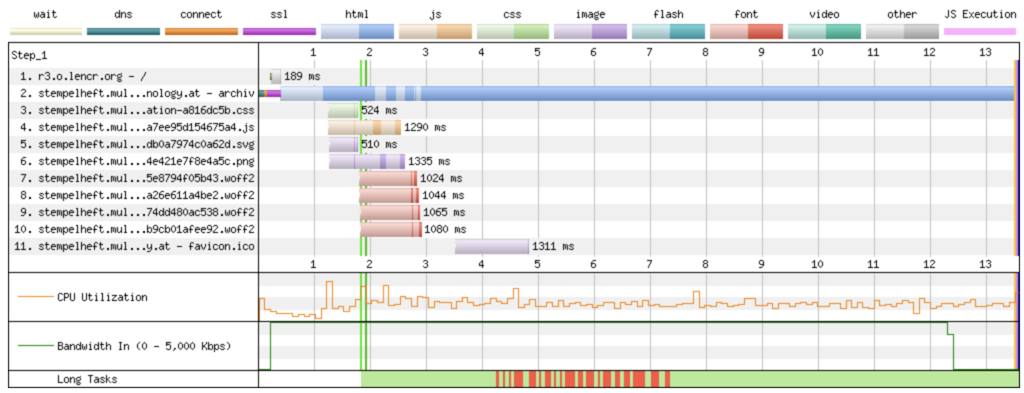 wait dns connect ssl html js css image flash font video other JS Execution
Step_1 1 2 3 4 5 6 7 8 9 10 11 12 13
1. r3.o.lencr.org - / 189 ms
2. stempelheft.mul...nology.at - archiv
3. stempelheft.mul...ation-a816dc5b.css 524 ms
4. stempelheft.mul...a7ee95d154675a4.js 1290 ms
5. stempelheft.mul...db0a7974c0a62d.svg 510 ms
6. stempelheft.mul...4e421e7f8e4a5c.png 1335 ms
7. stempelheft.mul...5e8794f05b43.woff2 1024 ms
8. stempelheft.mul...a26e611a4be2.woff2 1044 ms
9. stempelheft.mul...74dd480ac538.woff2 1065 ms
10. stempelheft.mul...b9cb01afee92.woff2 1080 ms
11. stempelheft.mul...y.at - favicon.ico 1311 ms
1 2 3 4 5 6 7 8 9 10 11 12 13
CPU Utilization
Bandwidth In (0 - 5,000 Kbps)
Long Tasks